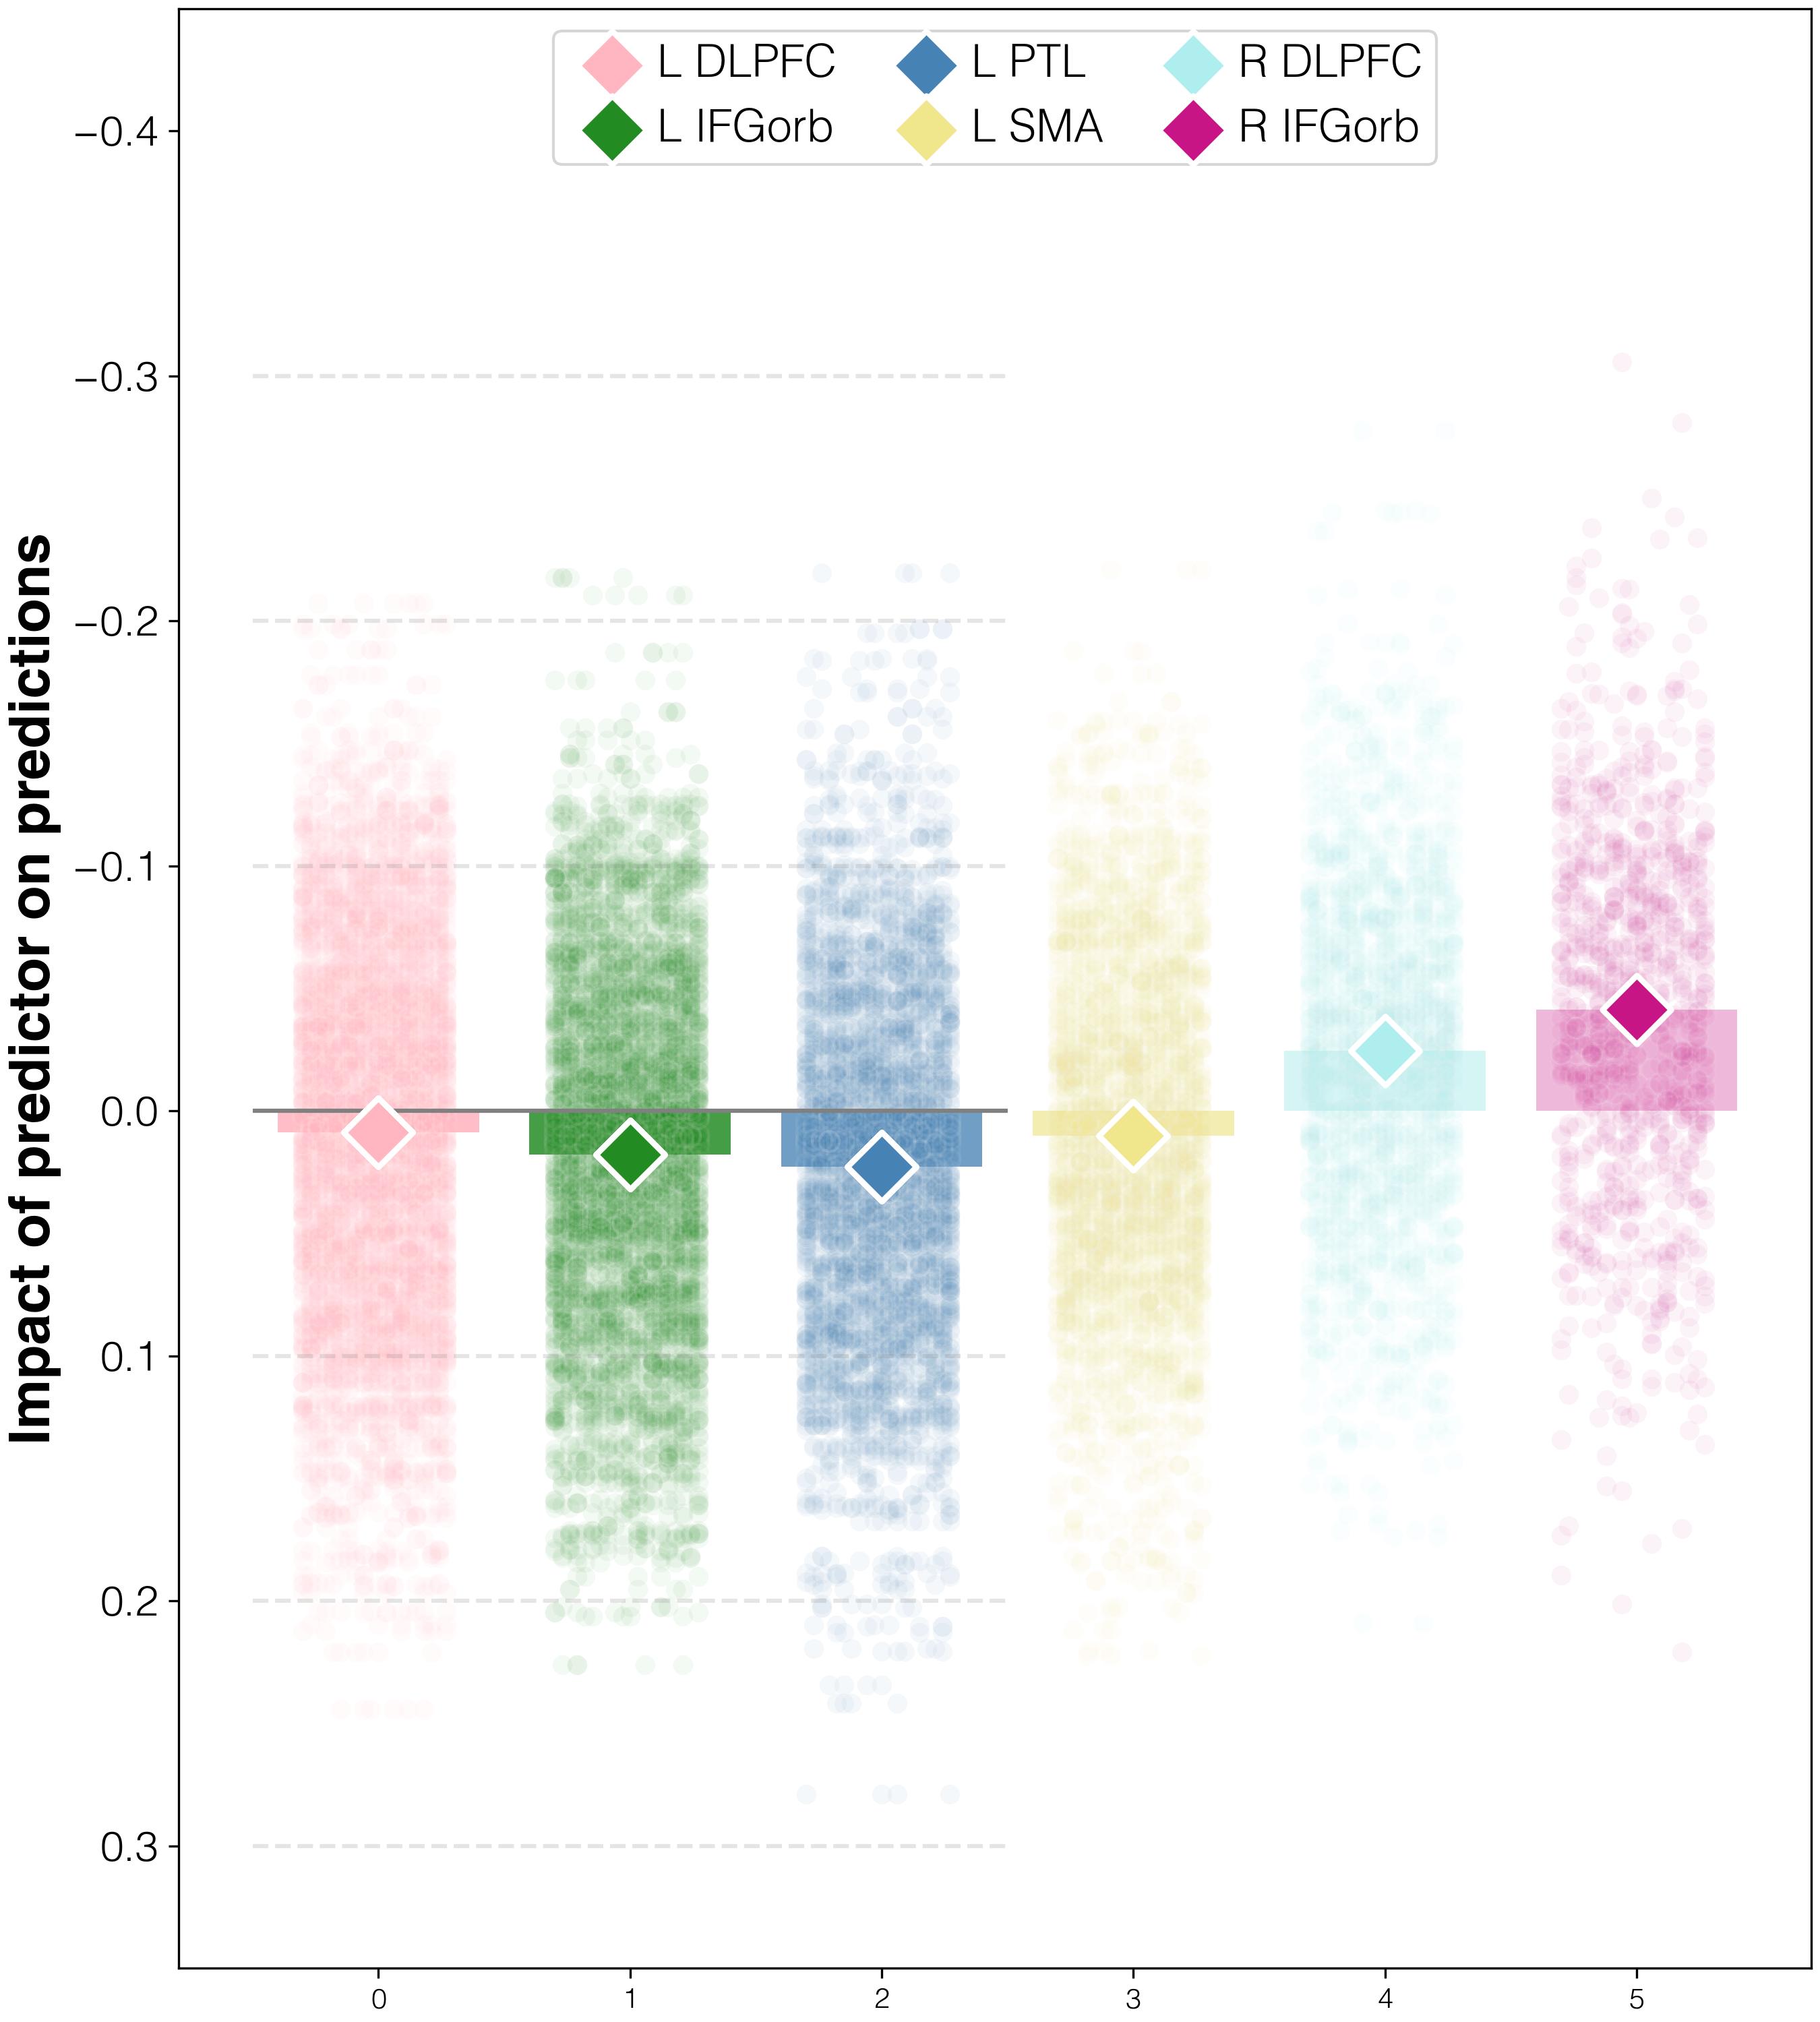 L DLPFC L PTL R DLPFC
L IFGorb L SMA R IFGorb
Impact of predictor on predictions
−0.4
−0.3
−0.2
−0.1
0.0
0.1
0.2
0.3
0 1 2 3 4 5